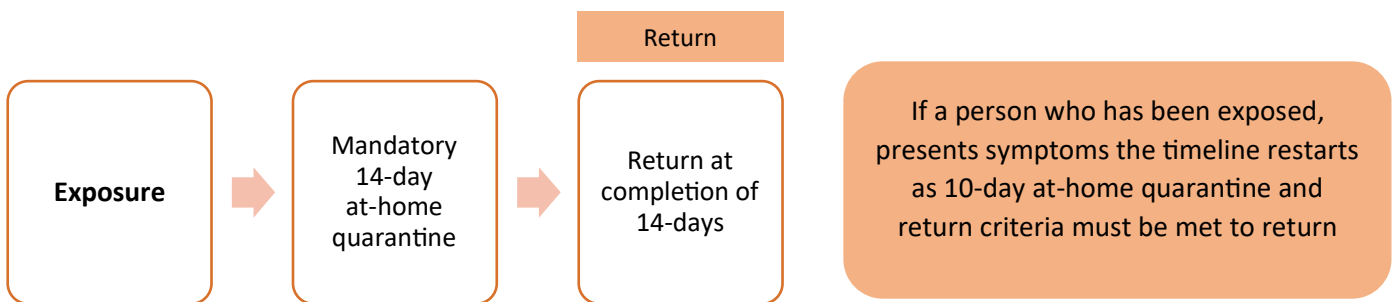 Return
Exposure
Mandatory
14-day
at-home
quarantine
Return at
completion of
14-days
If a person who has been exposed,
presents symptoms the timeline restarts
as 10-day at-home quarantine and
return criteria must be met to return